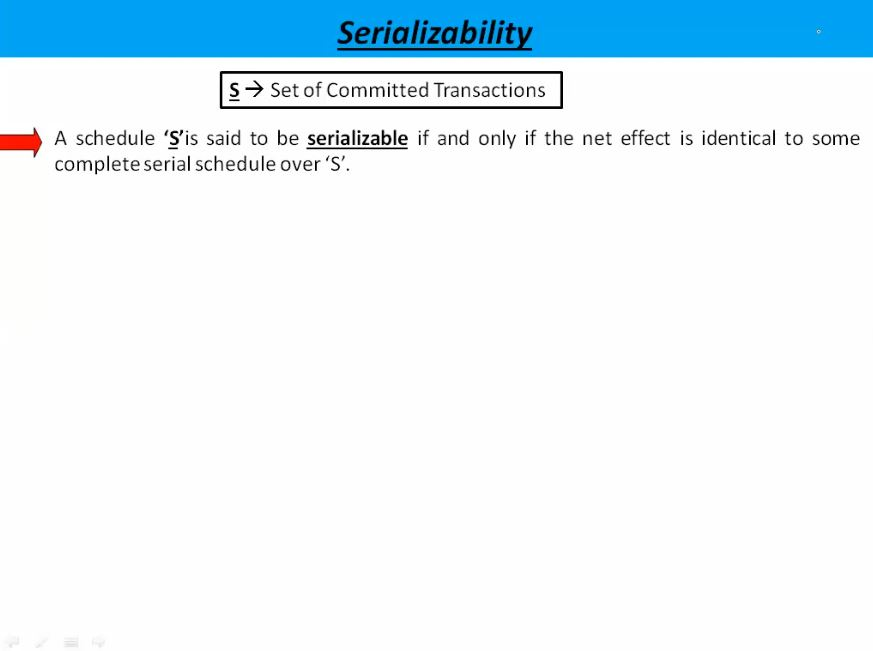 Serializability
S → Set of Committed Transactions
A schedule ‘S’is said to be serializable if and only if the net effect is identical to some
complete serial schedule over ‘S’.